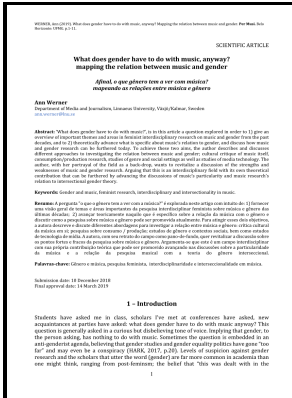 WERNER, Ann (2019). What does gender have to do with music, anyway? Mapping the relation between music and gender. Per Musi. Belo
Horizonte, UFMG. p.1-11.
SCIENTIFIC ARTICLE
What does gender have to do with music, anyway?
mapping the relation between music and gender
Afinal, o que gênero tem a ver com música?
mapeando as relações entre música e gênero
Ann Werner
Department of Media and Journalism, Linnaeus University, Växjö/Kalmar, Sweden
ann.werner@lnu.se
Abstract: "What does gender have to do with music?", is in this article a question explored in order to 1) give an
overview of important themes and areas in feminist interdisciplinary research on music and gender from the past
decades, and in 2) theoretically advance what is specific about music's relation to gender, and discuss how music
and gender research can be furthered today. To achieve these two aims, the author describes and discusses
different approaches to investigating the relation between music and gender: cultural critique of music itself,
consumption/production research, studies of genre and social settings as well as studies of media technology. The
author, with her portrayal of the field as a back-drop, wants to revitalise a discussion of the strengths and
weaknesses of music and gender research. Arguing that this is an interdisciplinary field with its own theoretical
contribution that can be furthered by advancing the discussions of music's particularity and music research's
relation to intersectional gender theory.
Keywords: Gender and music, feminist research, interdisciplinary and intersectionality in music.
Resumo: A pergunta "o que gênero tem a ver com música?" é explorada neste artigo com intuito de: 1) fornecer
uma visão geral de temas e áreas importantes da pesquisa interdisciplinar feminista sobre música e gênero das
últimas décadas; 2) avançar teoricamente naquilo que é específico sobre a relação da música com o gênero e
discutir como a pesquisa sobre música e gênero pode ser promovida atualmente. Para atingir esses dois objetivos,
a autora descreve e discute diferentes abordagens para investigar a relação entre música e gênero: crítica cultural
da música em si; pesquisa sobre consumo / produção; estudos de gênero e contextos sociais, bem como estudos
de tecnologia de mídia. A autora, com seu retrato do campo como pano de fundo, quer revitalizar a discussão sobre
os pontos fortes e fracos da pesquisa sobre música e gênero. Argumenta-se que este é um campo interdisciplinar
com sua própria contribuição teórica que pode ser promovido avançando nas discussões sobre a particularidade
da música e a relação da pesquisa musical com a teoria do gênero interseccional.
Palavras-chave: Gênero e música, pesquisa feminista, interdisciplinaridade e interseccionalidade em música.
Submission date: 10 December 2018
Final approval date: 14 March 2019
1 – Introduction
Students have asked me in class, scholars I've met at conferences have asked, new
acquaintances at parties have asked: what does gender have to do with music anyway? This
question is generally asked in a curious but disbelieving tone of voice. Implying that gender, to
the person asking, has nothing to do with music. Sometimes the question is embedded in an
anti-genderist agenda, believing that gender studies and gender equality politics have gone "too
far" and may even be a conspiracy (HARK, 2017, p.20). Levels of suspicion against gender
research and the scholars that utter the word (gender) are far more common in academia than
one might think, ranging from post-feminism; the belief that "this was dealt with in the
1